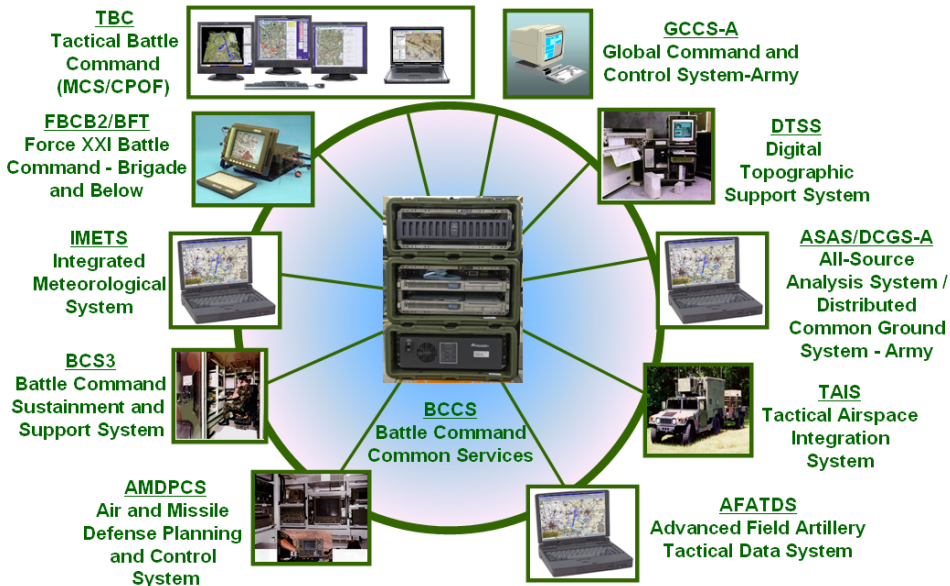 TBC
Tactical Battle
Command
(MCS/CPOF)
GCCS-A
Global Command and
Control System-Army
FBCB2/BFT
Force XXI Battle
Command - Brigade
and Below
DTSS
Digital
Topographic
Support System
IMETS
Integrated
Meteorological
System
ASAS/DCGS-A
All-Source
Analysis System /
Distributed
Common Ground
System - Army
BCS3
Battle Command
Sustainment and
Support System
BCCS
Battle Command
Common Services
TAIS
Tactical Airspace
Integration
System
AMDPCS
Air and Missile
Defense Planning
and Control
System
AFATDS
Advanced Field Artillery
Tactical Data System